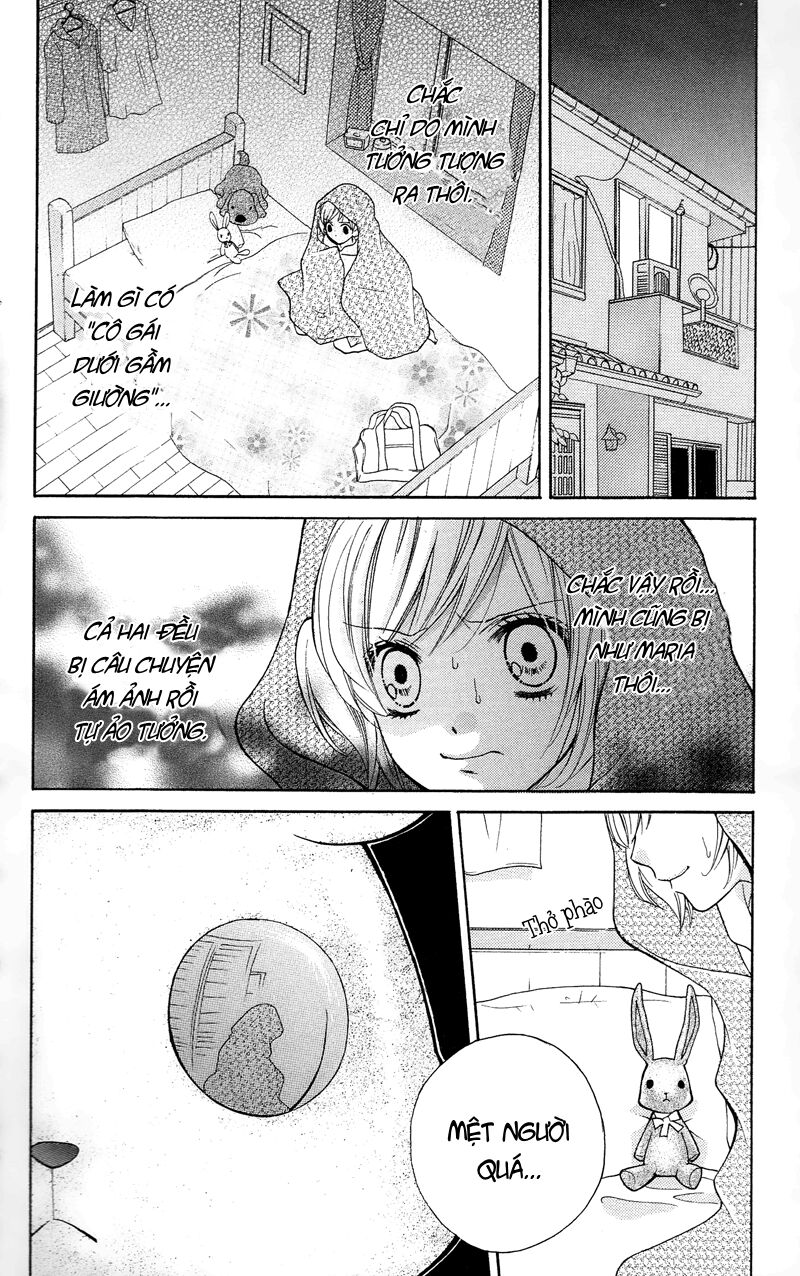 CHẮC
CHỈ DO MÌNH
TƯỞNG TƯỢNG
RA THÔI.
LÀM GÌ CÓ
"CÔ GÁI
DƯỚI GẦM
GIƯỜNG"...
CHẮC VẬY RỒI...
MÌNH CŨNG BỊ
NHƯ MARIA
THÔI...
CẢ HAI ĐỀU
BỊ CÂU CHUYỆN
ÁM ẢNH RỒI
TỰ ẢO TƯỞNG.
Thở phào
MỆT NGƯỜI
QUÁ...